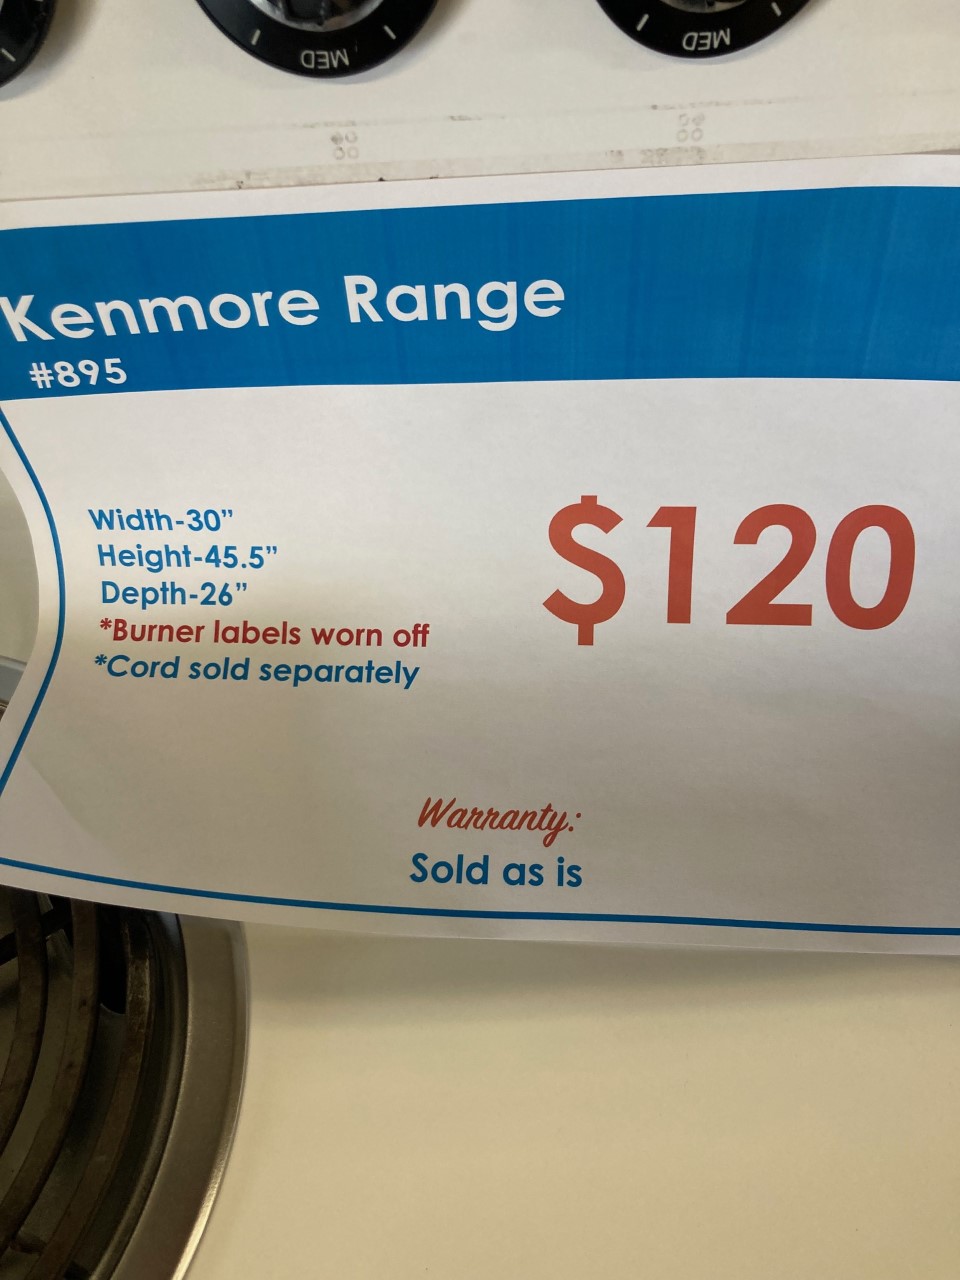 MED
MED
Kenmore Range
#895
Width-30”
Height-45.5”
Depth-26”
*Burner labels worn off
*Cord sold separately
$120
Warranty:
Sold as is